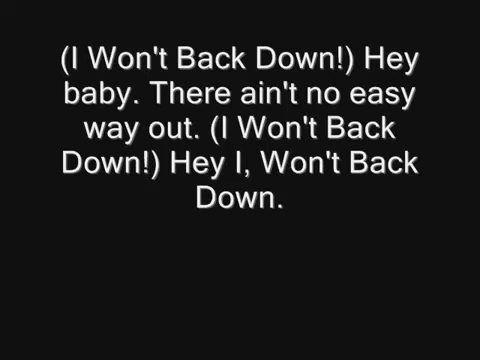 (I Won't Back Down!) Hey
baby. There ain't no easy
way out. (I Won't Back
Down!) Hey I, Won't Back
Down.